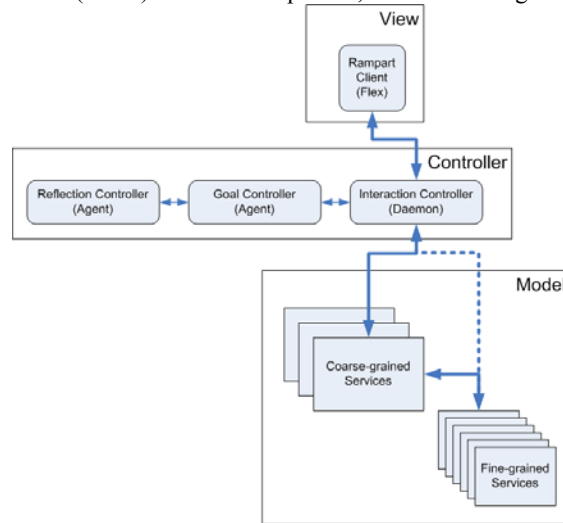 View
Rampart
Client
(Flex)
Controller
Reflection Controller
(Agent)
Goal Controller
(Agent)
Interaction Controller
(Daemon)
Model
Coarse-grained
Services
Fine-grained
Services